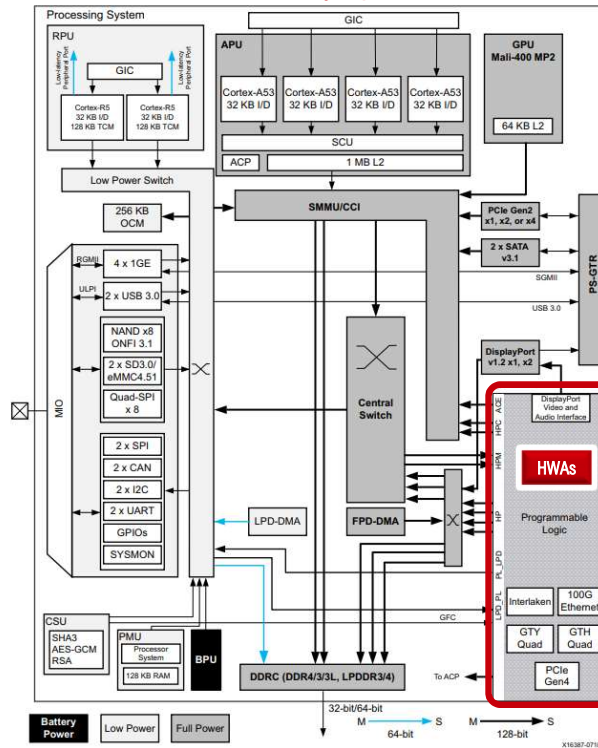 Processing System
RPU
Low-latency
Peripheral Port
Low-latency
Peripheral Port
GIC
Cortex-R5
32 KB I/D
128 KB TCM
Cortex-R5
32 KB I/D
128 KB TCM
GIC
APU
Cortex-A53
32 KB I/D
Cortex-A53
32 KB I/D
Cortex-A53
32 KB I/D
Cortex-A53
32 KB I/D
SCU
ACP
1 MB L2
GPU
Mali-400 MP2
64 KB L2
Low Power Switch
256 KB
OCM
SMMU/CCI
PCIe Gen2
x1, x2, or x4
2 x SATA
v3.1
PS-GTR
SGMII
USB 3.0
RGMII
4 x 1GE
ULPI
2 x USB 3.0
MIO
NAND x8
ONFI 3.1
2 x SD3.0/
eMMC4.51
Quad-SPI
x 8
2 x SPI
2 x CAN
2 x I2C
2 x UART
GPIOs
SYSMON
Central
Switch
DisplayPort
v1.2 x1, x2
LPD-DMA
FPD-DMA
ACE
HPC
HPM
HP
PL_LPD
LPD_PL
DisplayPort
Video and
Audio Interface
HWAs
Programmable
Logic
Interlaken
100G
Ethernet
GTY
Quad
GTH
Quad
PCIe
Gen4
GFC
To ACP
CSU
SHA3
AES-GCM
RSA
PMU
Processor
System
128 KB RAM
BPU
DDRC (DDR4/3/3L, LPDDR3/4)
32-bit/64-bit
Battery
Power
Low Power
Full Power
M
S
64-bit
M
S
128-bit